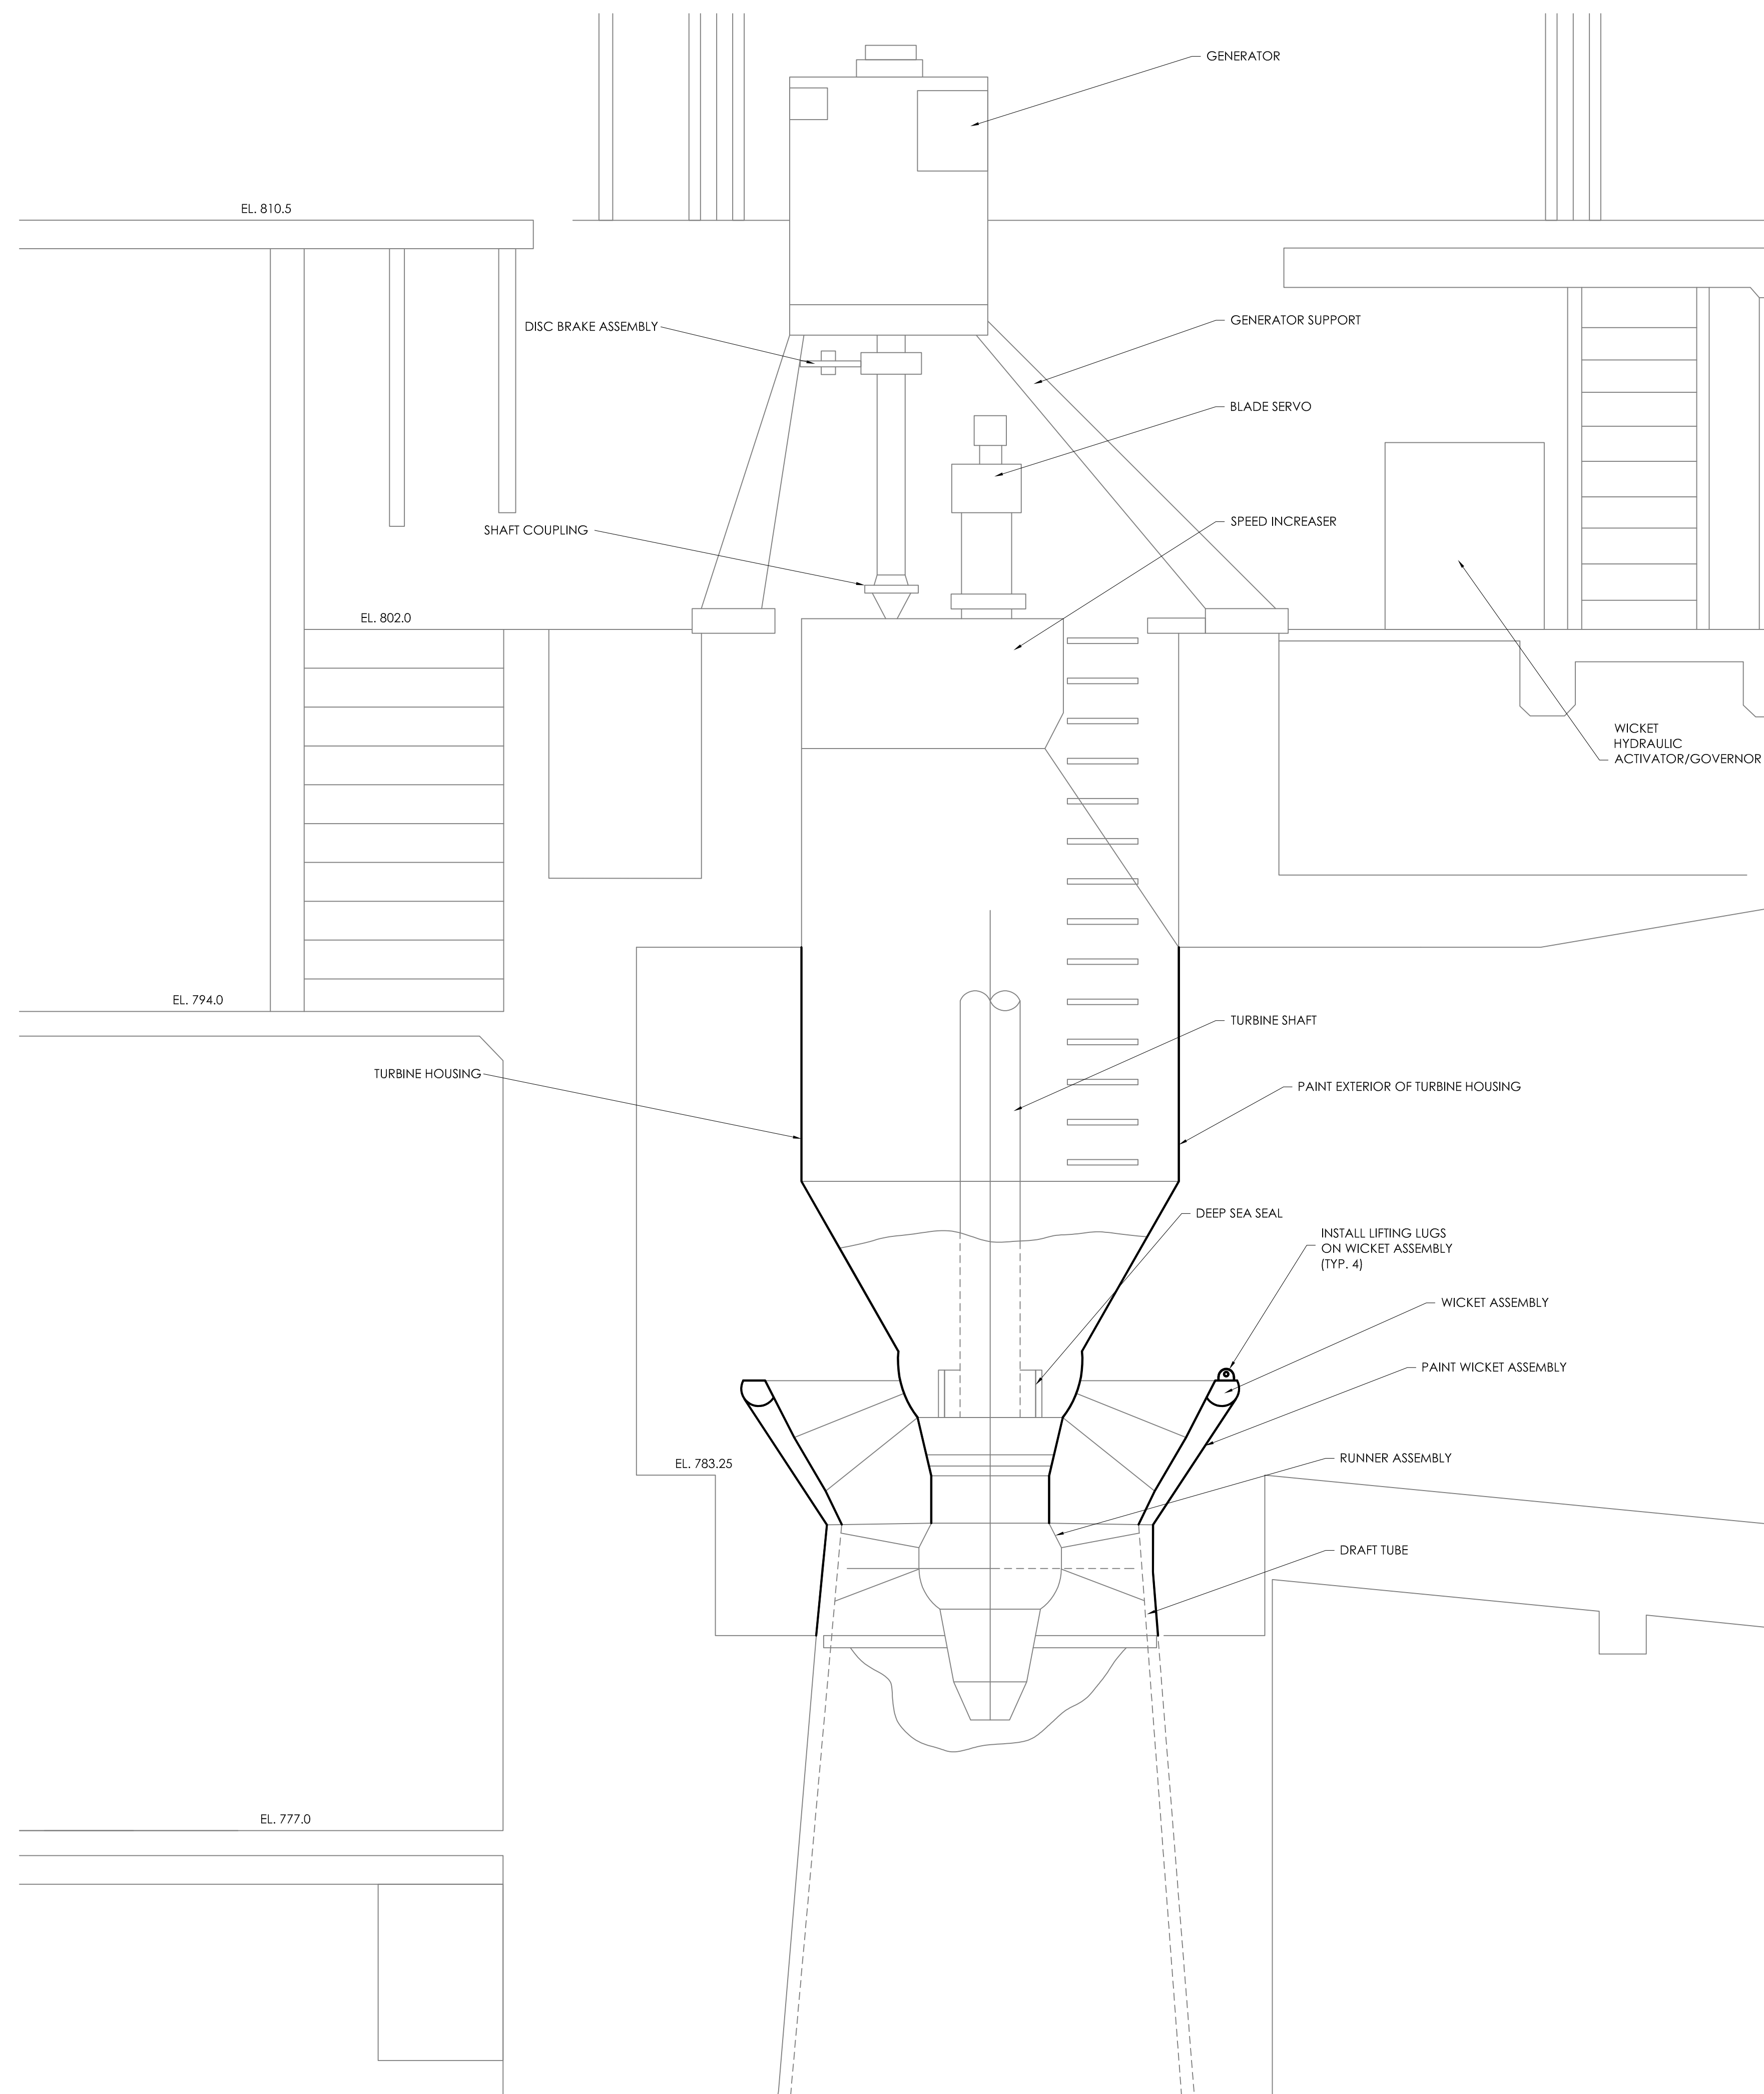 GENERATOR
EL. 810.5
GENERATOR SUPPORT
DISC BRAKE ASSEMBLY
BLADE SERVO
SPEED INCREASER
SHAFT COUPLING
EL. 802.0
WICKET
HYDRAULIC
ACTIVATOR/GOVERNOR
EL. 794.0
TURBINE SHAFT
TURBINE HOUSING
PAINT EXTERIOR OF TURBINE HOUSING
DEEP SEA SEAL
INSTALL LIFTING LUGS
ON WICKET ASSEMBLY
(TYP. 4)
WICKET ASSEMBLY
PAINT WICKET ASSEMBLY
RUNNER ASSEMBLY
EL. 783.25
DRAFT TUBE
EL. 777.0